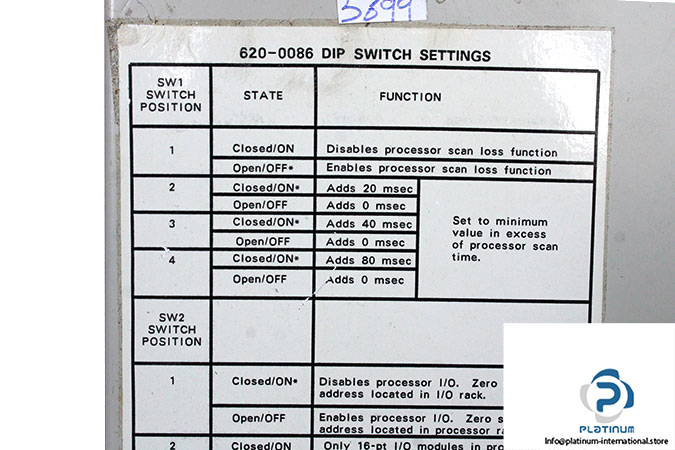 5899
620-0086 DIP SWITCH SETTINGS
SW1 SWITCH POSITION STATE FUNCTION
1 Closed/ON Disables processor scan loss function
Open/OFF* Enables processor scan loss function
2 Closed/ON* Adds 20 msec
Open/OFF Adds 0 msec
3 Closed/ON* Adds 40 msec
Open/OFF Adds 0 msec
4 Closed/ON* Adds 80 msec
Open/OFF Adds 0 msec
Set to minimum
value in excess
of processor scan
time.
SW2
SWITCH
POSITION
1 Closed/ON* Disables processor I/O. Zero
address located in I/O rack.
Open/OFF Enables processor I/O. Zero
address located in processor
2 Closed/ON Only 16-pt I/O modules in
PLATINUM
Info@platinum-international.store